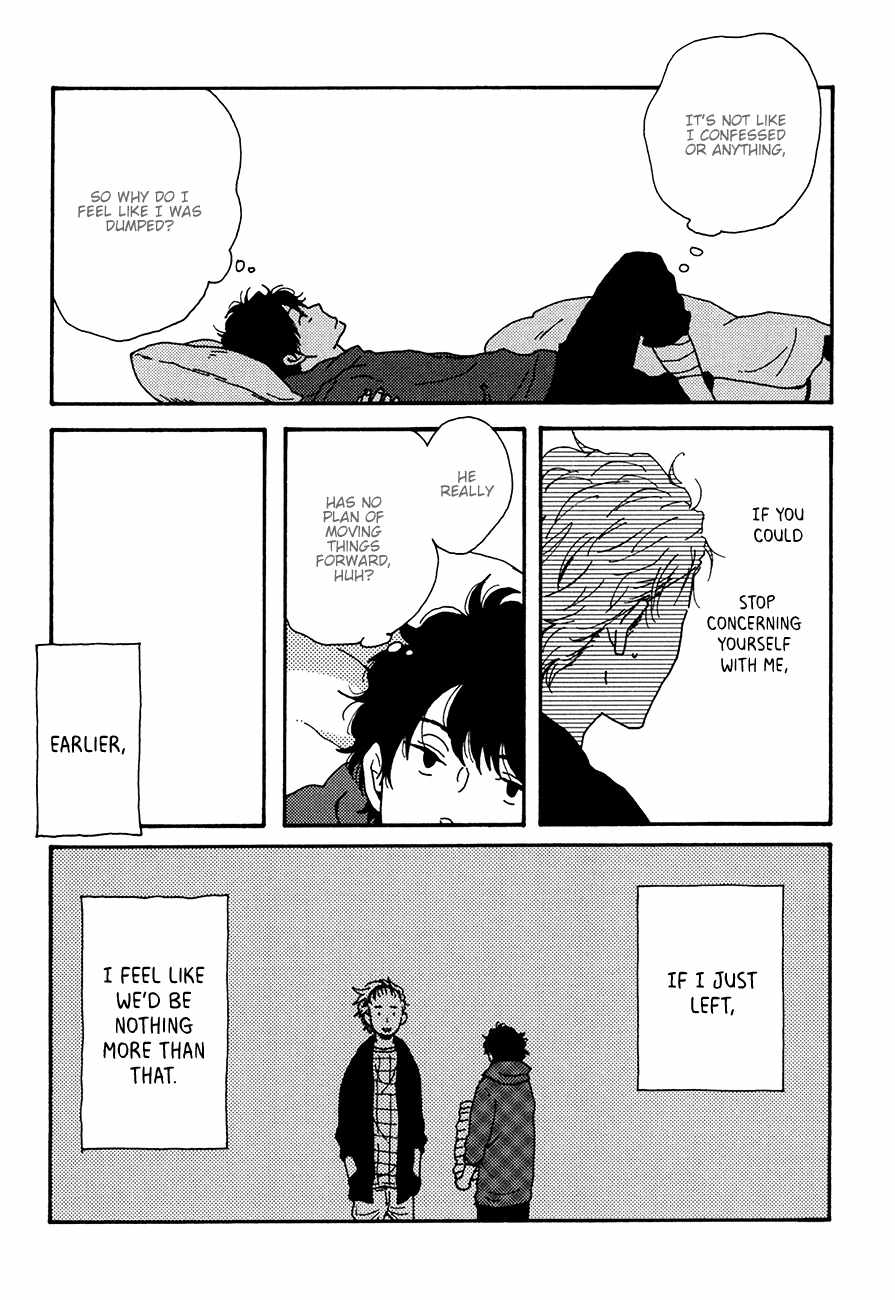 IT'S NOT LIKE
I CONFESSED
OR ANYTHING,
SO WHY DO I
FEEL LIKE I WAS
DUMPED?
IF YOU
COULD
STOP
CONCERNING
YOURSELF
WITH ME,
HE
REALLY
HAS NO
PLAN OF
MOVING
THINGS
FORWARD,
HUH?
EARLIER,
IF I JUST
LEFT,
I FEEL LIKE
WE'D BE
NOTHING
MORE THAN
THAT.